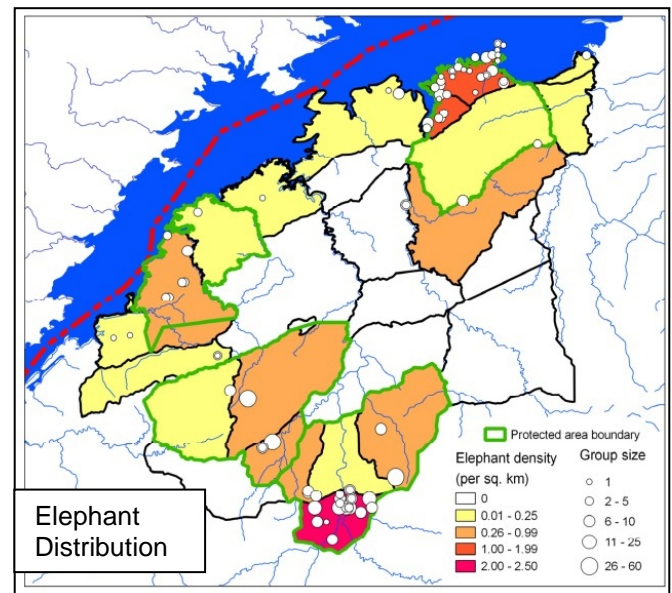 Protected area boundary
Elephant density
(per sq. km)
0
0.01 - 0.25
0.26 - 0.99
1.00 - 1.99
2.00 - 2.50
Group size
1
2 - 5
6 - 10
11 - 25
26 - 60
Elephant
Distribution